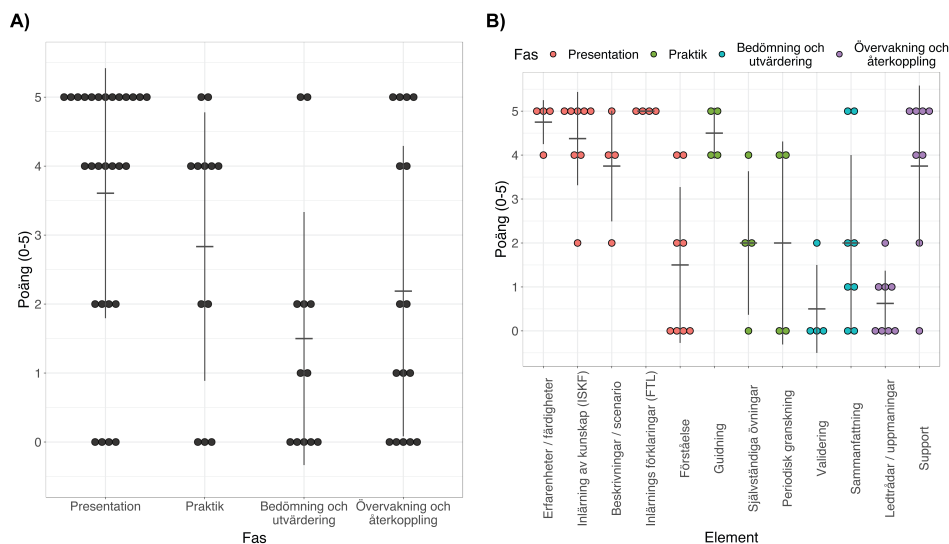 A)
Poäng (0-5)
5
4
3
2
1
0
Presentation
Praktik
Bedömning och
utvärdering
Övervakning och
återkoppling
Fas
B)
Fas
Presentation
Praktik
Bedömning och
utvärdering
Övervakning och
återkoppling
Poäng (0-5)
5
4
2
1
0
Erfarenheter / färdigheter
Inlärning av kunskap (ISKF)
Beskrivningar / scenario
Inlärnings förklaringar (FTL)
Förståelse
Guidning
Självständiga övningar
Periodisk granskning
Validering
Sammanfattning
Ledtrådar / uppmaningar
Support
Element